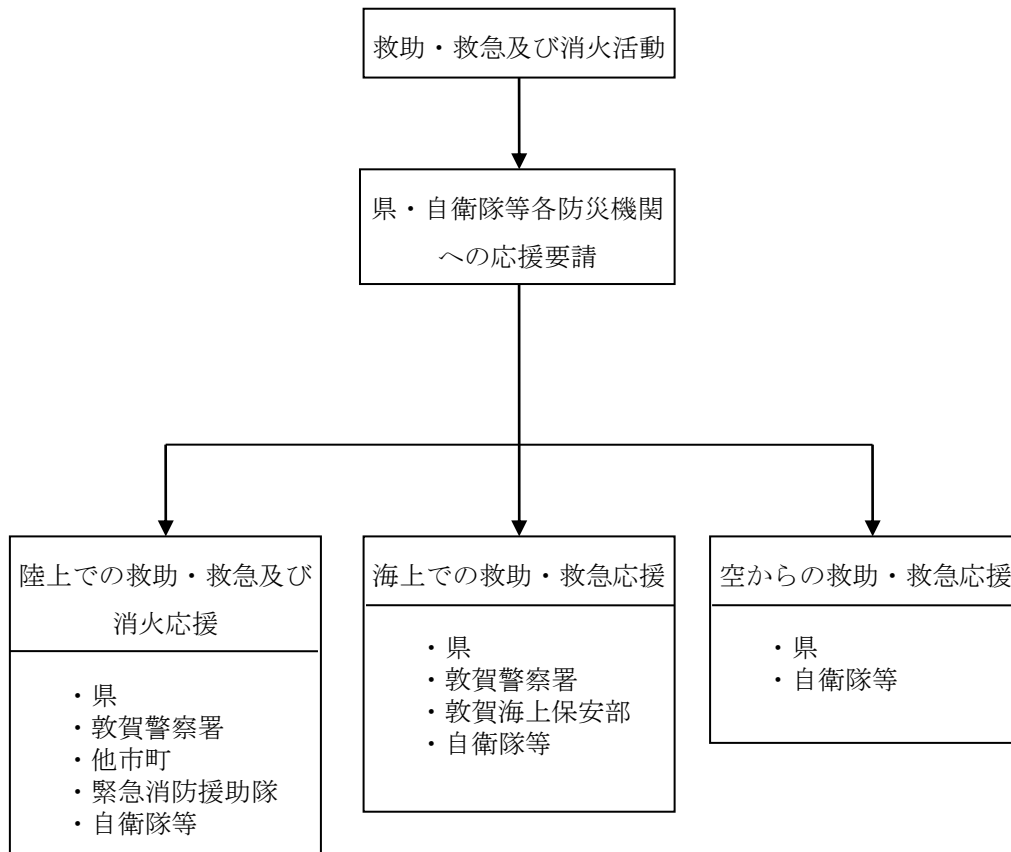 救助・救急及び消火活動
県・自衛隊等各防災機関
への応援要請
陸上での救助・救急及び
消火応援
・県
・敦賀警察署
・他市町
・緊急消防援助隊
・自衛隊等
海上での救助・救急応援
・県
・敦賀警察署
・敦賀海上保安部
・自衛隊等
空からの救助・救急応援
・県
・自衛隊等